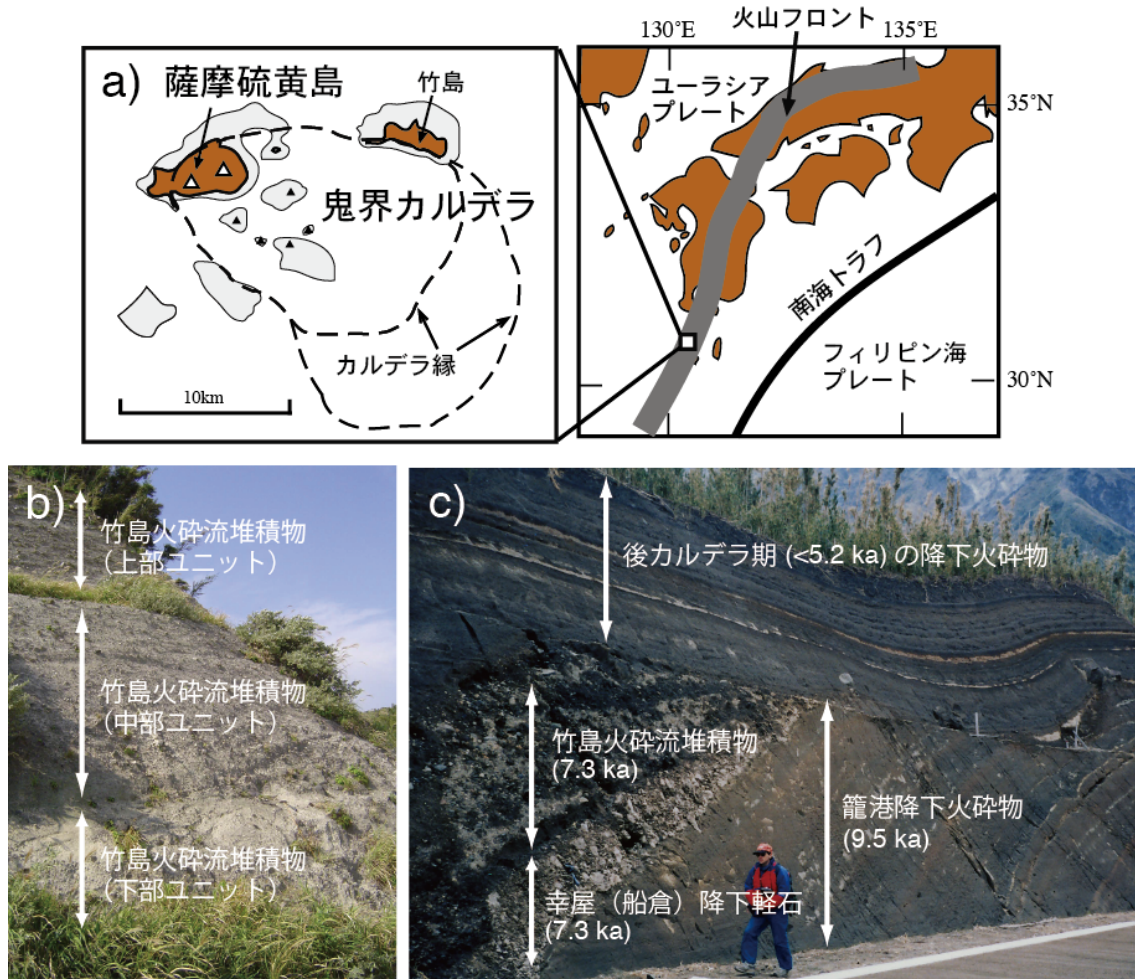 a)
薩摩硫黄島
竹島
鬼界カルデラ
カルデラ縁
10km
火山フロント
130°E
135°E
ユーラシア
プレート
35°N
南海トラフ
フィリピン海
プレート
30°N
b)
竹島火砕流堆積物
(上部ユニット)
竹島火砕流堆積物
(中部ユニット)
竹島火砕流堆積物
(下部ユニット)
c)
後カルデラ期 (<5.2 ka) の降下火砕物
竹島火砕流堆積物
(7.3 ka)
籠港降下火砕物
(9.5 ka)
幸屋（船倉）降下軽石
(7.3 ka)